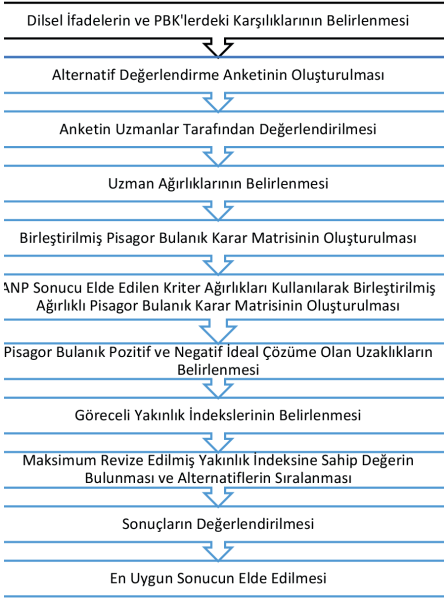 Dilsel İfadelerin ve PBK'lerdeki Karşılıklarının Belirlenmesi
Alternatif Değerlendirme Anketinin Oluşturulması
Anketin Uzmanlar Tarafından Değerlendirilmesi
Uzman Ağırlıklarının Belirlenmesi
Birleştirilmiş Pisagor Bulanık Karar Matrisinin Oluşturulması
ANP Sonucu Elde Edilen Kriter Ağırlıkları Kullanılarak Birleştirilmiş
Ağırlıklı Pisagor Bulanık Karar Matrisinin Oluşturulması
Pisagor Bulanık Pozitif ve Negatif İdeal Çözüme Olan Uzaklıkların
Belirlenmesi
Göreceli Yakınlık İndekslerinin Belirlenmesi
Maksimum Revize Edilmiş Yakınlık İndeksine Sahip Değerin
Bulunması ve Alternatiflerin Sıralanması
Sonuçların Değerlendirilmesi
En Uygun Sonucun Elde Edilmesi